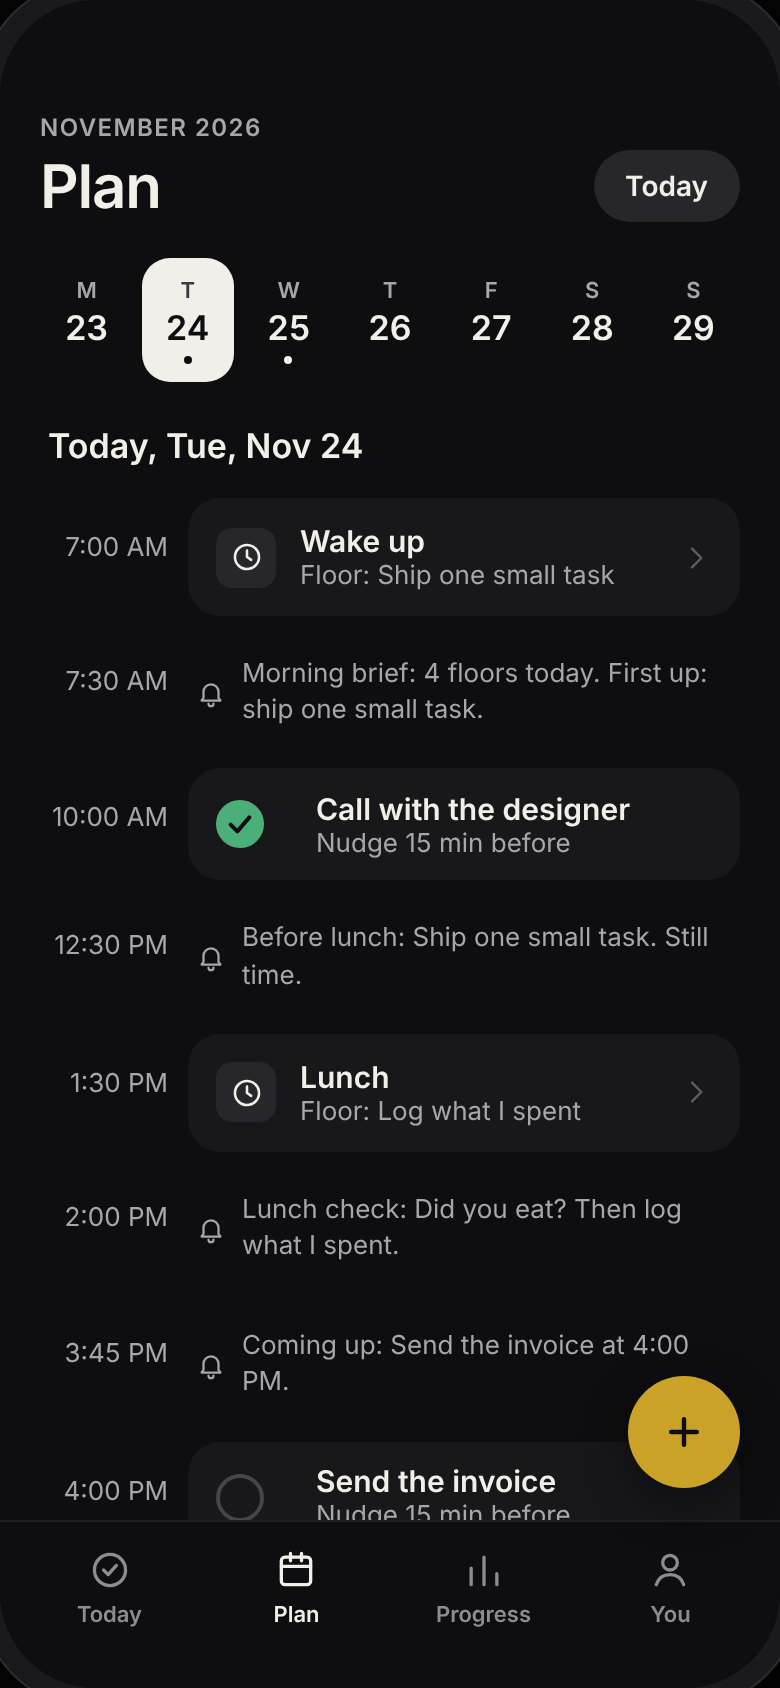 NOVEMBER 2026
Plan
Today
M T W T F S S
23 24 25 26 27 28 29
Today, Tue, Nov 24
7:00 AM
Wake up
Floor: Ship one small task
7:30 AM
Morning brief: 4 floors today. First up:
ship one small task.
10:00 AM
Call with the designer
Nudge 15 min before
12:30 PM
Before lunch: Ship one small task. Still
time.
1:30 PM
Lunch
Floor: Log what I spent
2:00 PM
Lunch check: Did you eat? Then log
what I spent.
3:45 PM
Coming up: Send the invoice at 4:00
PM.
4:00 PM
Send the invoice
Nudge 15 min before
Today Plan Progress You